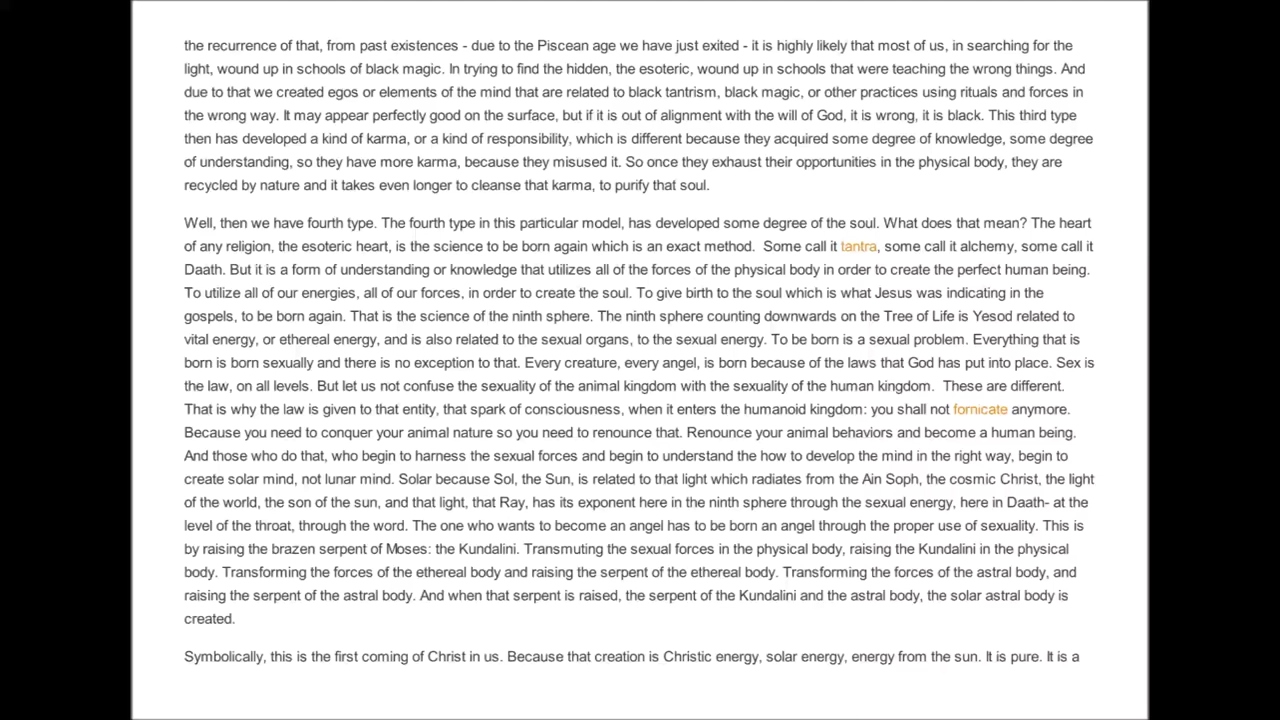 the recurrence of that, from past existences - due to the Piscean age we have just exited - it is highly likely that most of us, in searching for the
light, wound up in schools of black magic. In trying to find the hidden, the esoteric, wound up in schools that were teaching the wrong things. And
due to that we created egos or elements of the mind that are related to black tantrism, black magic, or other practices using rituals and forces in
the wrong way. It may appear perfectly good on the surface, but if it is out of alignment with the will of God, it is wrong, it is black. This third type
then has developed a kind of karma, or a kind of responsibility, which is different because they acquired some degree of knowledge, some degree
of understanding, so they have more karma, because they misused it. So once they exhaust their opportunities in the physical body, they are
recycled by nature and it takes even longer to cleanse that karma, to purify that soul.
Well, then we have fourth type. The fourth type in this particular model, has developed some degree of the soul. What does that mean? The heart
of any religion, the esoteric heart, is the science to be born again which is an exact method.  Some call it tantra, some call it alchemy, some call it
Daath. But it is a form of understanding or knowledge that utilizes all of the forces of the physical body in order to create the perfect human being.
To utilize all of our energies, all of our forces, in order to create the soul. To give birth to the soul which is what Jesus was indicating in the
gospels, to be born again. That is the science of the ninth sphere. The ninth sphere counting downwards on the Tree of Life is Yesod related to
vital energy, or ethereal energy, and is also related to the sexual organs, to the sexual energy. To be born is a sexual problem. Everything that is
born is born sexually and there is no exception to that. Every creature, every angel, is born because of the laws that God has put into place. Sex is
the law, on all levels. But let us not confuse the sexuality of the animal kingdom with the sexuality of the human kingdom.  These are different.
That is why the law is given to that entity, that spark of consciousness, when it enters the humanoid kingdom: you shall not fornicate anymore.
Because you need to conquer your animal nature so you need to renounce that. Renounce your animal behaviors and become a human being.
And those who do that, who begin to harness the sexual forces and begin to understand the how to develop the mind in the right way, begin to
create solar mind, not lunar mind. Solar because Sol, the Sun, is related to that light which radiates from the Ain Soph, the cosmic Christ, the light
of the world, the son of the sun, and that light, that Ray, has its exponent here in the ninth sphere through the sexual energy, here in Daath- at the
level of the throat, through the word. The one who wants to become an angel has to be born an angel through the proper use of sexuality. This is
by raising the brazen serpent of Moses: the Kundalini. Transmuting the sexual forces in the physical body, raising the Kundalini in the physical
body. Transforming the forces of the ethereal body and raising the serpent of the ethereal body. Transforming the forces of the astral body, and
raising the serpent of the astral body. And when that serpent is raised, the serpent of the Kundalini and the astral body, the solar astral body is
created.
Symbolically, this is the first coming of Christ in us. Because that creation is Christic energy, solar energy, energy from the sun. It is pure. It is a